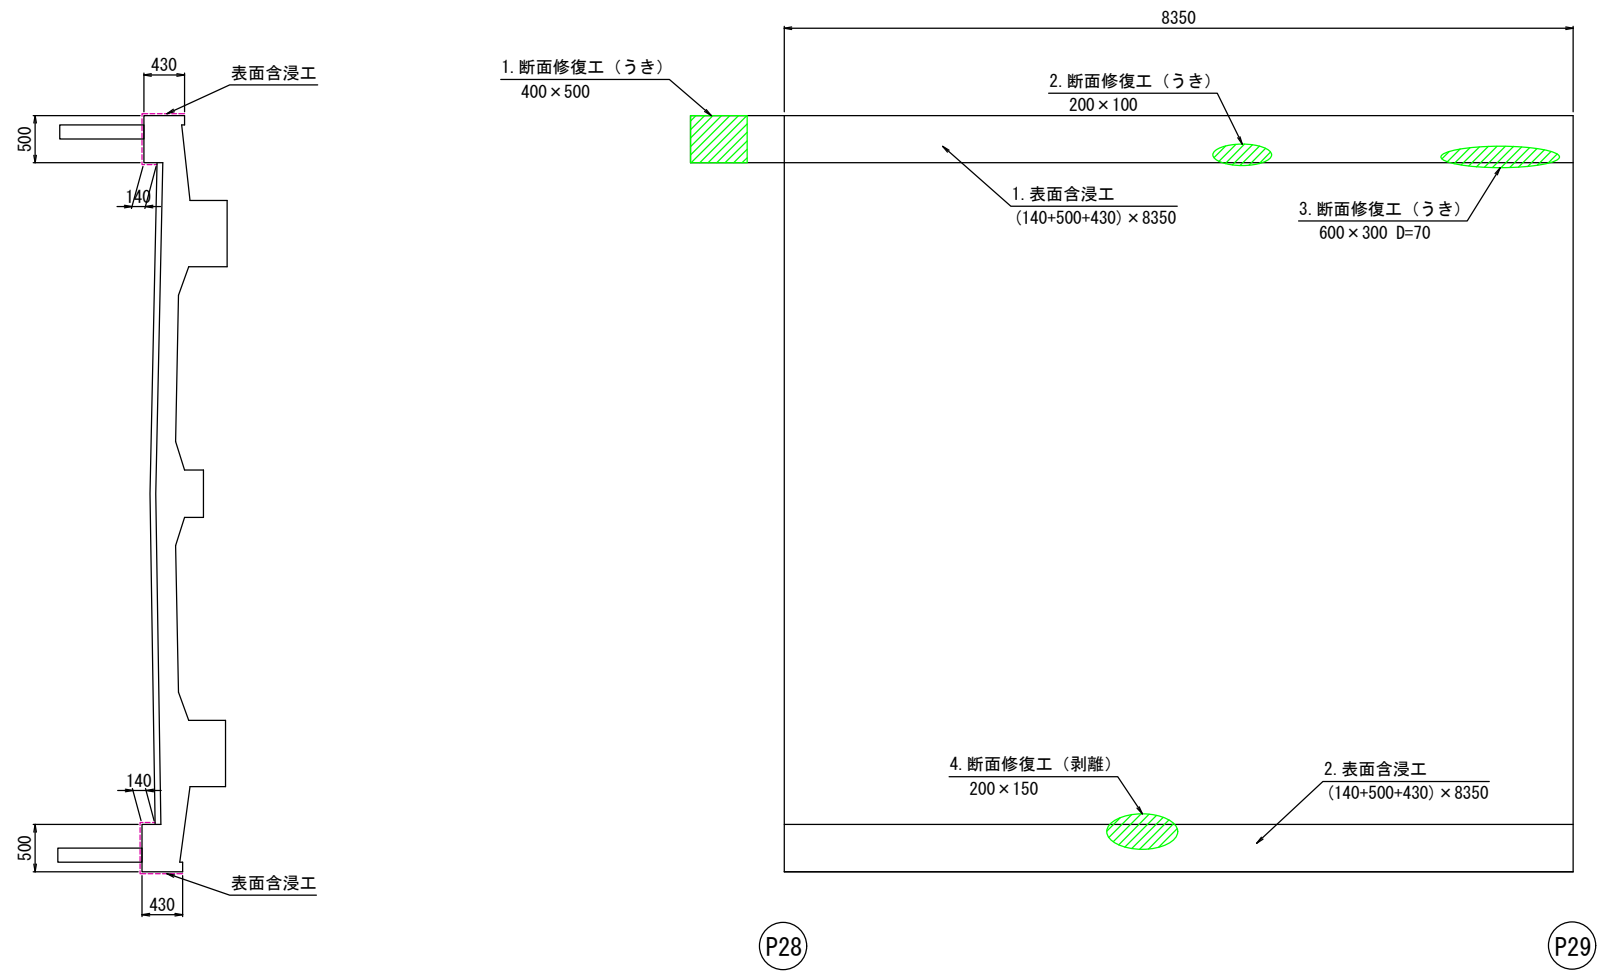 8350
430
表面含浸工
500
140
1.断面修復工（うき）
400×500
2.断面修復工（うき）
200×100
1.表面含浸工
(140+500+430)×8350
3.断面修復工（うき）
600×300 D=70
4.断面修復工（剥離）
200×150
2.表面含浸工
(140+500+430)×8350
140
500
表面含浸工
430
P28
P29